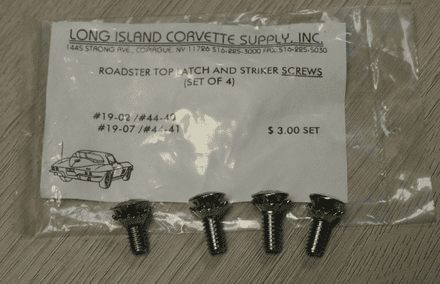 LONG ISLAND CORVETTE SUPPLY, INC.
1445 STRONG AVE., COPIAGUE, NY 11726 516-225-3000 FAX. 516-225-5030
ROADSTER TOP LATCH AND STRIKER SCREWS
(SET OF 4)
#19-02 /#44-40
#19-07 /#44-41
$ 3.00 SET